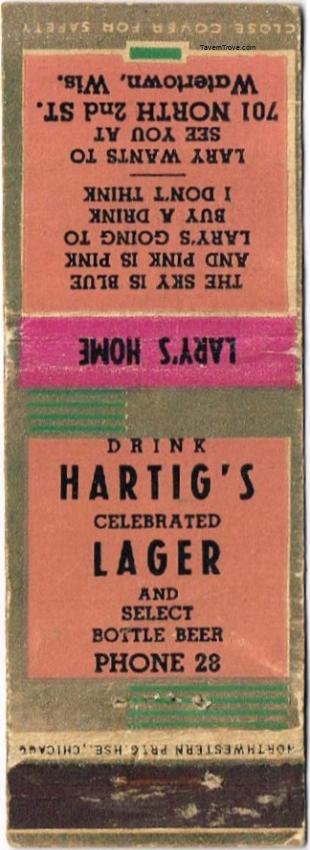 CLOSE COVER FOR SAFETY
TavernTrove.com
THE SKY IS BLUE
AND PINK IS PINK
LARY'S GOING TO
BUY A DRINK
I DON'T THINK
LARY WANTS TO
SEE YOU AT
701 NORTH 2nd ST.
Watertown, Wis.
LARY'S HOME
DRINK
HARTIG'S
CELEBRATED
LAGER
AND
SELECT
BOTTLE BEER
PHONE 28
NORTHWESTERN PRTG. HSE., CHICAGO